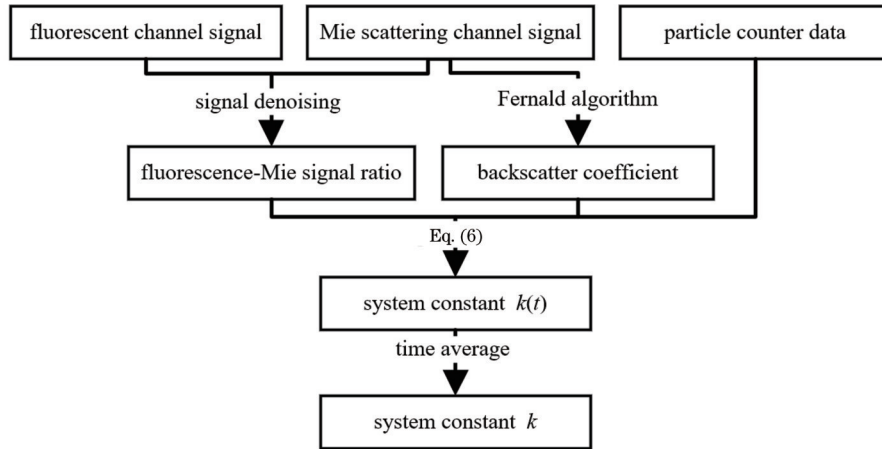 fluorescent channel signal
Mie scattering channel signal
particle counter data
signal denoising
Fernald algorithm
fluorescence-Mie signal ratio
backscatter coefficient
Eq. (6)
system constant k(t)
time average
system constant k